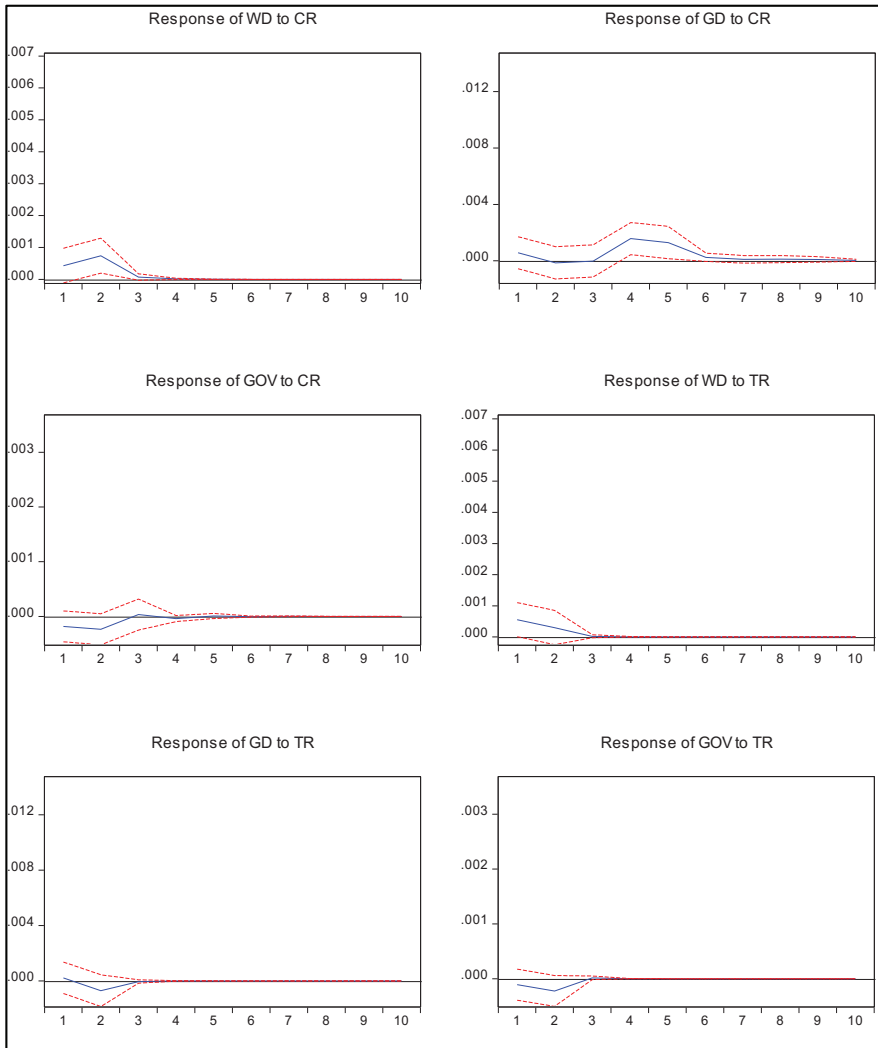 Response of WD to CR
.007
.006
.005
.004
.003
.002
.001
.000
1 2 3 4 5 6 7 8 9 10
Response of GD to CR
.012
.008
.004
.000
1 2 3 4 5 6 7 8 9 10
Response of GOV to CR
.003
.002
.001
.000
1 2 3 4 5 6 7 8 9 10
Response of WD to TR
.007
.006
.005
.004
.003
.002
.001
.000
1 2 3 4 5 6 7 8 9 10
Response of GD to TR
.012
.008
.004
.000
1 2 3 4 5 6 7 8 9 10
Response of GOV to TR
.003
.002
.001
.000
1 2 3 4 5 6 7 8 9 10